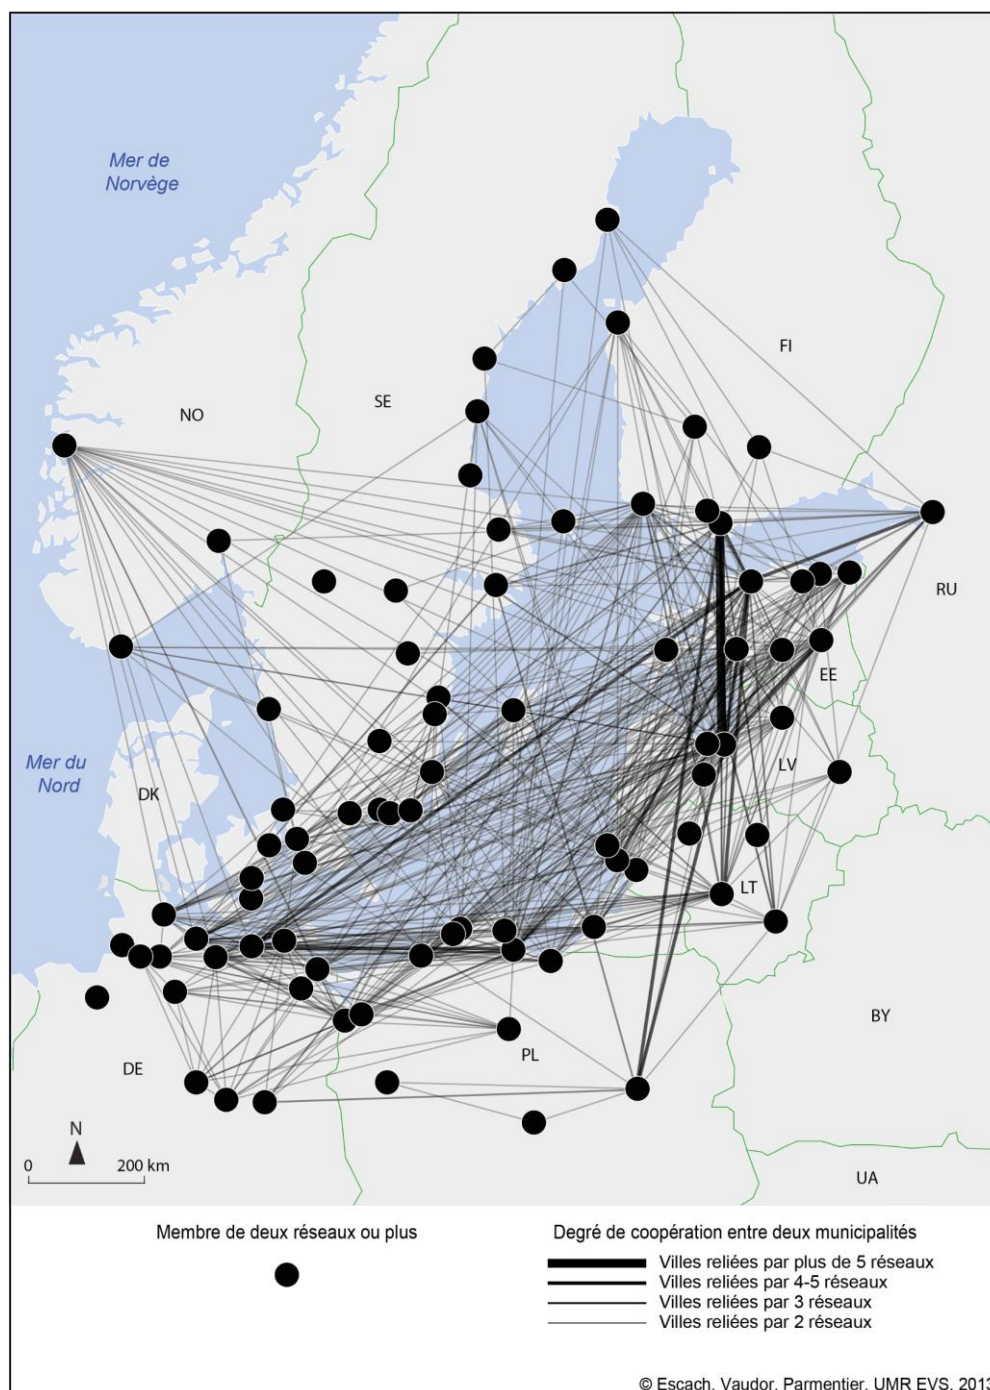 Mer de
Norvège
FI
SE
NO
RU
EE
Mer du
Nord
DK
LV
LT
BY
PL
DE
N
0
200 km
UA
Membre de deux réseaux ou plus
Degré de coopération entre deux municipalités
Villes reliées par plus de 5 réseaux
Villes reliées par 4-5 réseaux
Villes reliées par 3 réseaux
Villes reliées par 2 réseaux
© Escach, Vaudor, Parmentier, UMR EVS, 2013